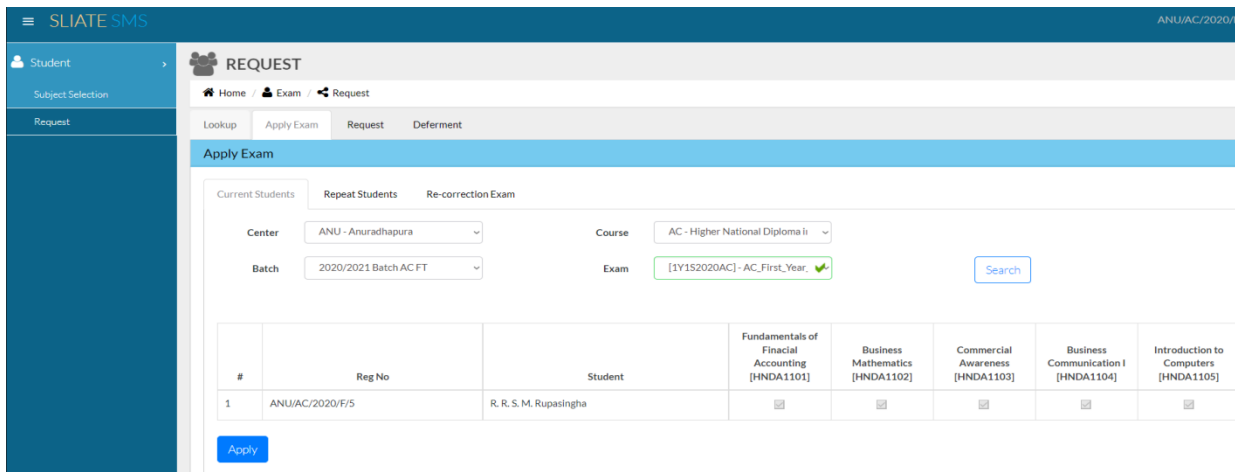 ≡ SLIATE SMS
ANU/AC/2020/
Student
REQUEST
Subject Selection
Home / Exam / Request
Request
Lookup Apply Exam Request Deferment
Apply Exam
Current Students Repeat Students Re-correction Exam
Center ANU - Anuradhapura Course AC - Higher National Diploma i
Batch 2020/2021 Batch AC FT Exam [1Y1S2020AC] - AC_First_Year_ Search
# Reg No Student Fundamentals of Finacial Accounting [HNDA1101] Business Mathematics [HNDA1102] Commercial Awareness [HNDA1103] Business Communication I [HNDA1104] Introduction to Computers [HNDA1105]
1 ANU/AC/2020/F/5 R. R. S. M. Rupasingha
Apply